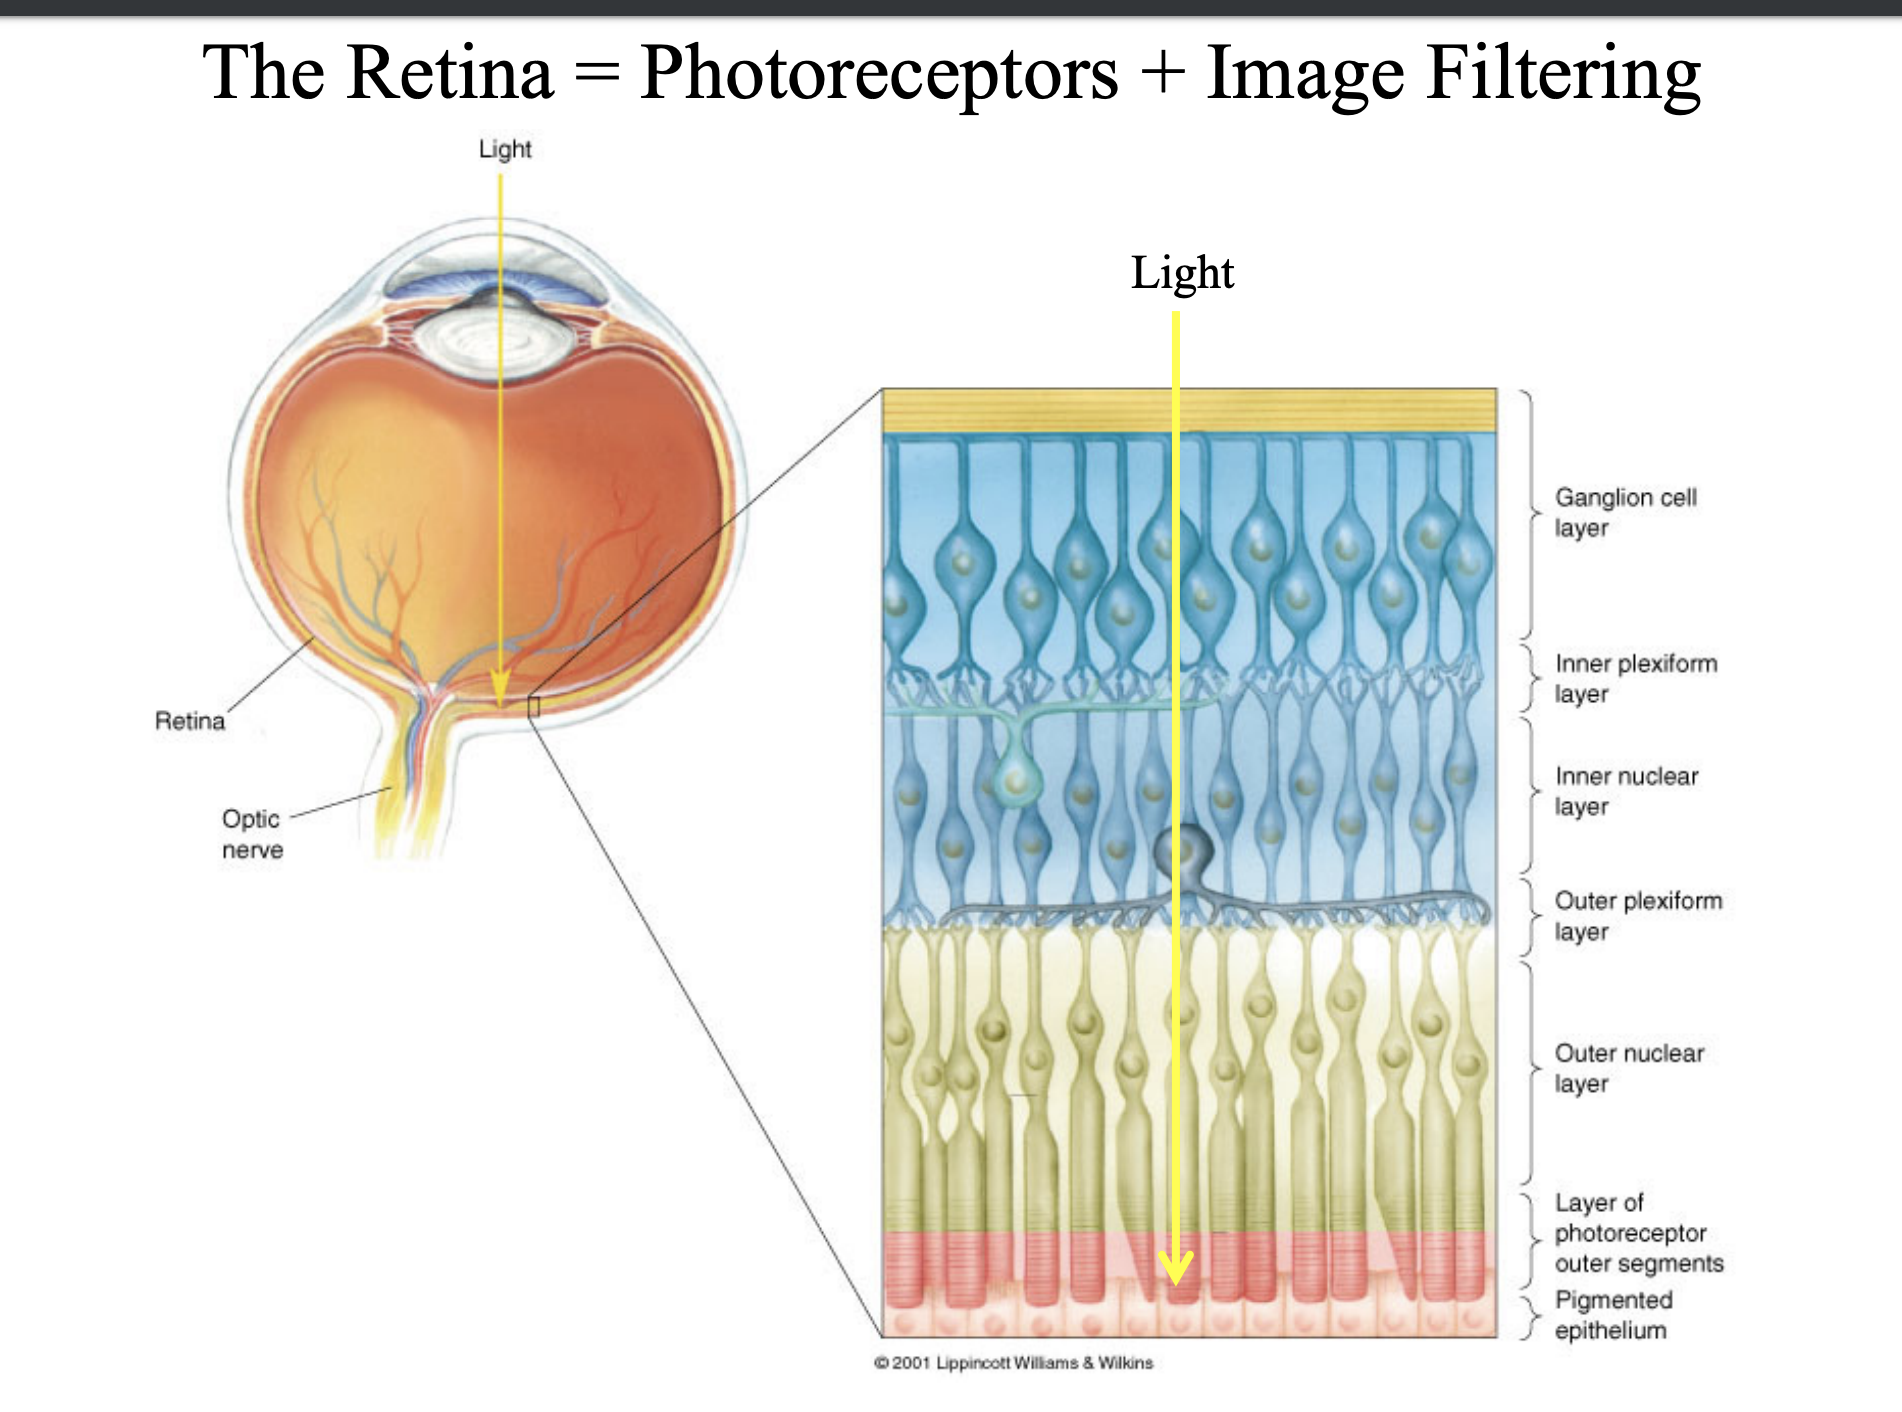 The Retina = Photoreceptors + Image Filtering
Light
Light
Retina
Optic
nerve
Ganglion cell
layer
Inner plexiform
layer
Inner nuclear
layer
Outer plexiform
layer
Outer nuclear
layer
Layer of
photoreceptor
outer segments
Pigmented
epithelium
© 2001 Lippincott Williams & Wilkins